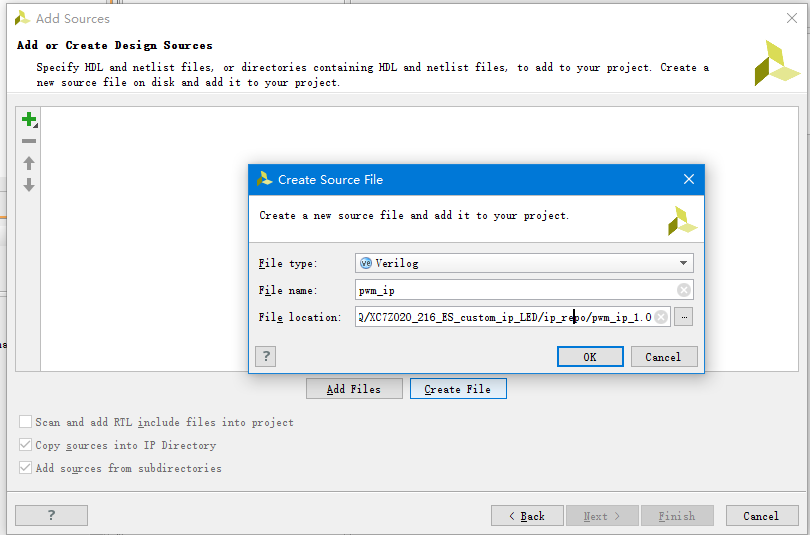 Add Sources
Add or Create Design Sources
Specify HDL and netlist files, or directories containing HDL and netlist files, to add to your project. Create a
new source file on disk and add it to your project.
Create Source File
Create a new source file and add it to your project.
File type:
Verilog
File name:
pwm_ip
File location:
Q/XC7Z020_216_ES_custom_ip_LED/ip_repo/pwm_ip_1.0
...
?
OK
Cancel
Add Files
Create File
Scan and add RTL include files into project
Copy sources into IP Directory
Add sources from subdirectories
?
< Back
Next >
Finish
Cancel